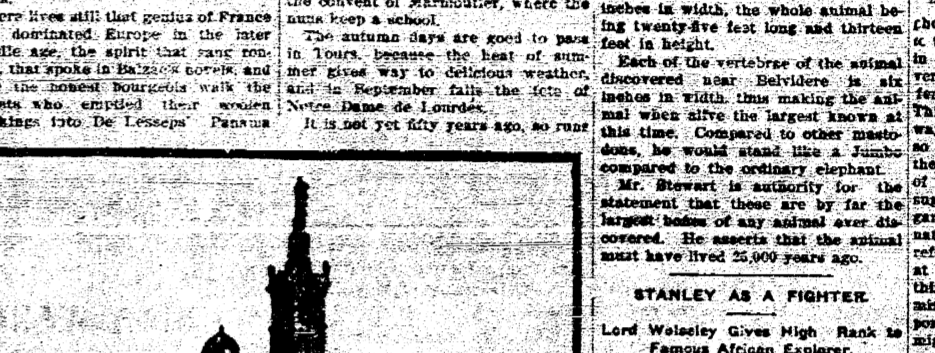 lives still that genius of France
dominated Europe in the later
age, the spirit that sang
that spoke in Balzac's novels, and
the honest bourgeois walk the
who emptied their woolen
into De Lesseps' Panama
the convent of Marmoutier, where the
nuns keep a school.
The autumn days are good to pass
in Tours, because the heat of sum-
mer gives way to delicious weather,
and in September falls the fete of
Notre Dame de Lourdes.
It is not yet fifty years ago, so runs
inches in width, the whole animal be-
ing twenty-five feet long and thirteen
feet in height.
Each of the vertebrae of the animal
discovered near Belvidere is six
inches in width, thus making the ani-
mal when alive the largest known at
this time. Compared to other masto-
dons, he would stand like a Jumbo
compared to the ordinary elephant.
Mr. Stewart is authority for the
statement that these are by far the
largest bones of any animal ever dis-
covered. He asserts that the animal
must have lived 25,000 years ago.
STANLEY AS A FIGHTER.
Lord Wolseley Gives High Rank to
Famous African Explorer.